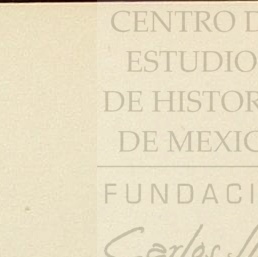 CENTRO D
ESTUDIO
DE HISTOR
DE MEXIC
FUNDACI
Carlos